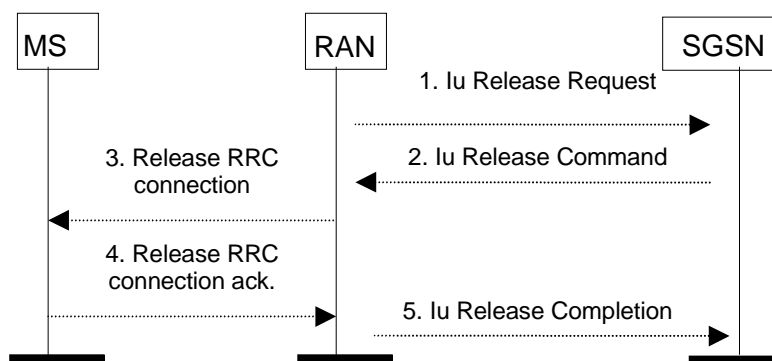 MS
RAN
SGSN
1. Iu Release Request
2. Iu Release Command
3. Release RRC
connection
4. Release RRC
connection ack.
5. Iu Release Completion